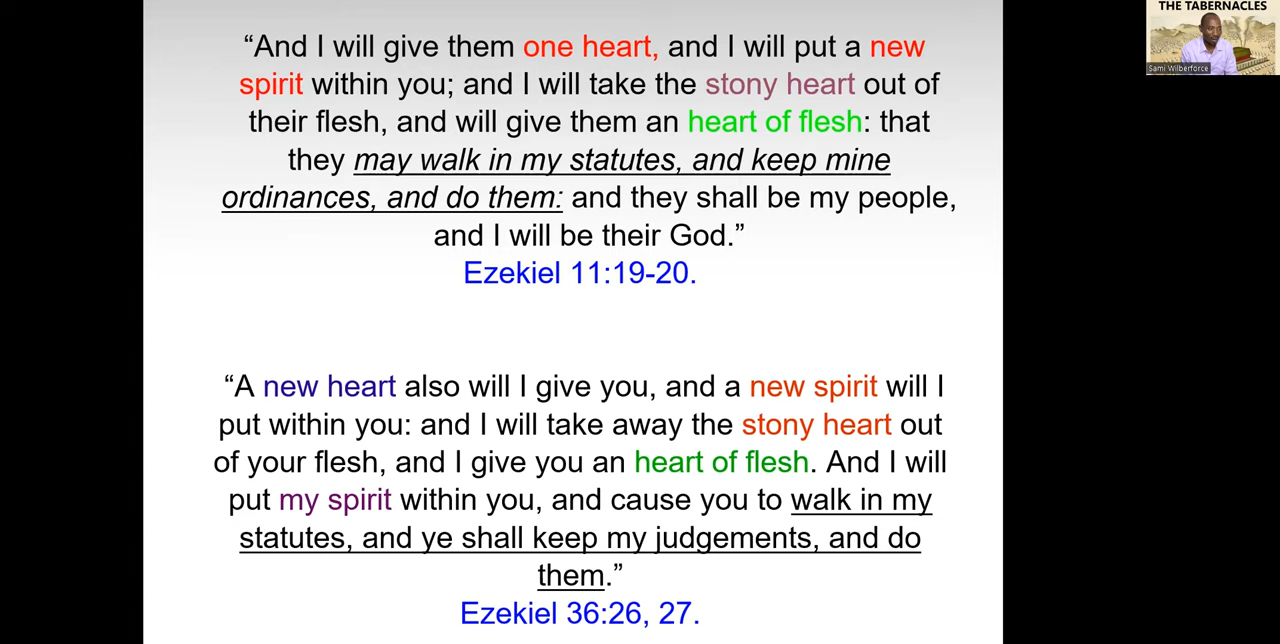 “And I will give them one heart, and I will put a new
spirit within you; and I will take the stony heart out of
their flesh, and will give them an heart of flesh: that
they may walk in my statutes, and keep mine
ordinances, and do them: and they shall be my people,
and I will be their God.”
Ezekiel 11:19-20.
“A new heart also will I give you, and a new spirit will I
put within you: and I will take away the stony heart out
of your flesh, and I give you an heart of flesh. And I will
put my spirit within you, and cause you to walk in my
statutes, and ye shall keep my judgements, and do
them.”
Ezekiel 36:26, 27.
THE TABERNACLES
Sami Wilberforce